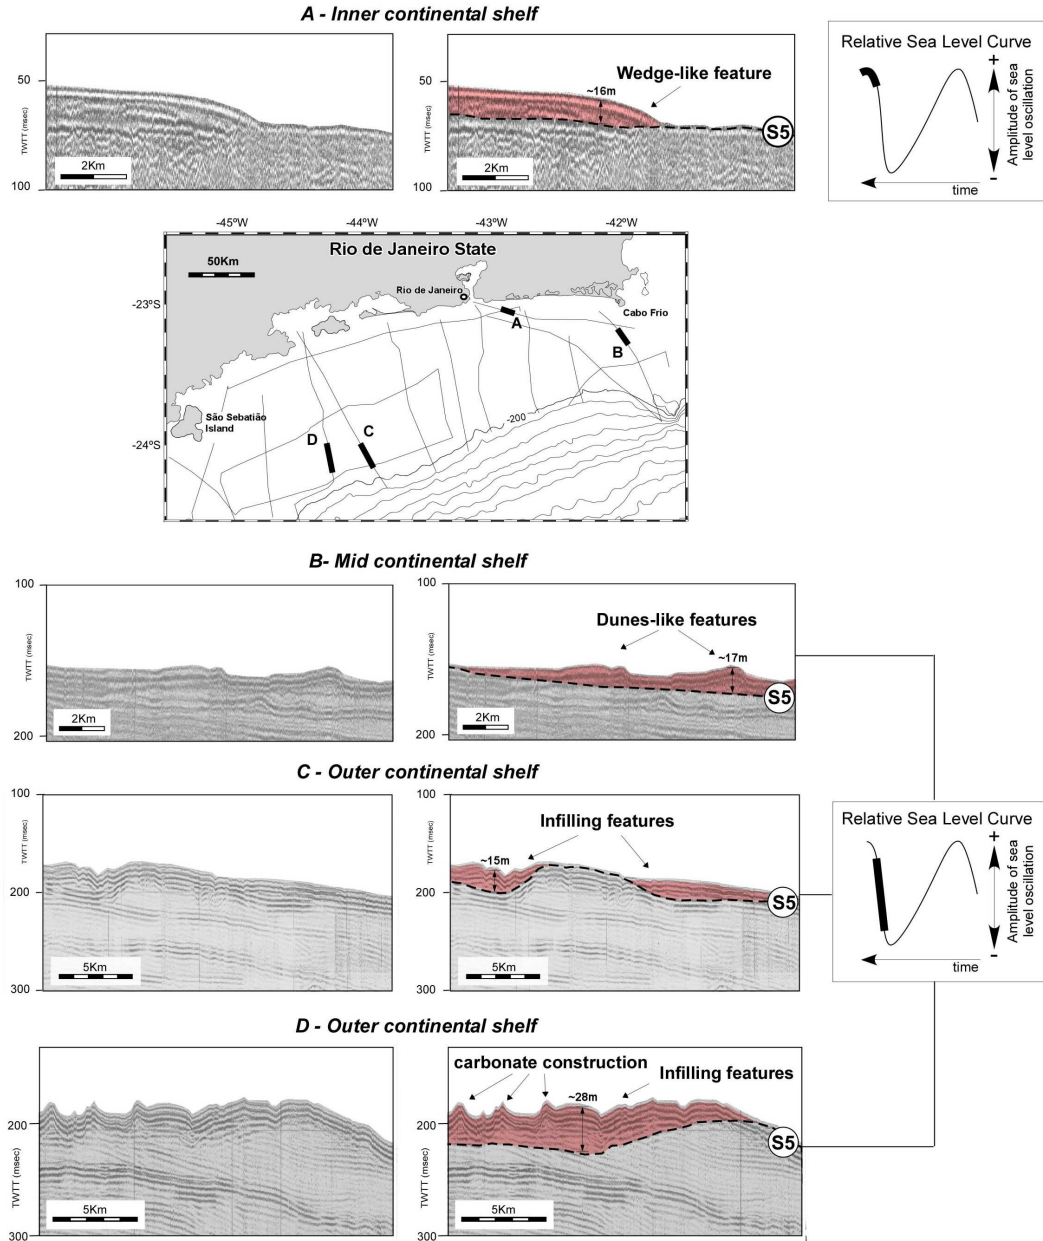 A - Inner continental shelf
50
100
TWTT (msec)
2Km
50
100
TWTT (msec)
Wedge-like feature
~16m
S5
2Km
Relative Sea Level Curve
+
-
Amplitude of sea
level oscilation
time
-45ºW
-44ºW
-43ºW
-42ºW
-23ºS
-24ºS
Rio de Janeiro State
50Km
Rio de Janeiro
Cabo Frio
A
B
São Sebatião
Island
D
C
-200
B- Mid continental shelf
100
200
TWTT (msec)
2Km
100
200
TWTT (msec)
Dunes-like features
~17m
S5
2Km
C - Outer continental shelf
100
200
300
TWTT (msec)
5Km
100
200
300
TWTT (msec)
Infilling features
~15m
S5
5Km
Relative Sea Level Curve
+
-
Amplitude of sea
level oscilation
time
D - Outer continental shelf
200
300
TWTT (msec)
5Km
200
300
TWTT (msec)
carbonate construction
Infilling features
~28m
S5
5Km